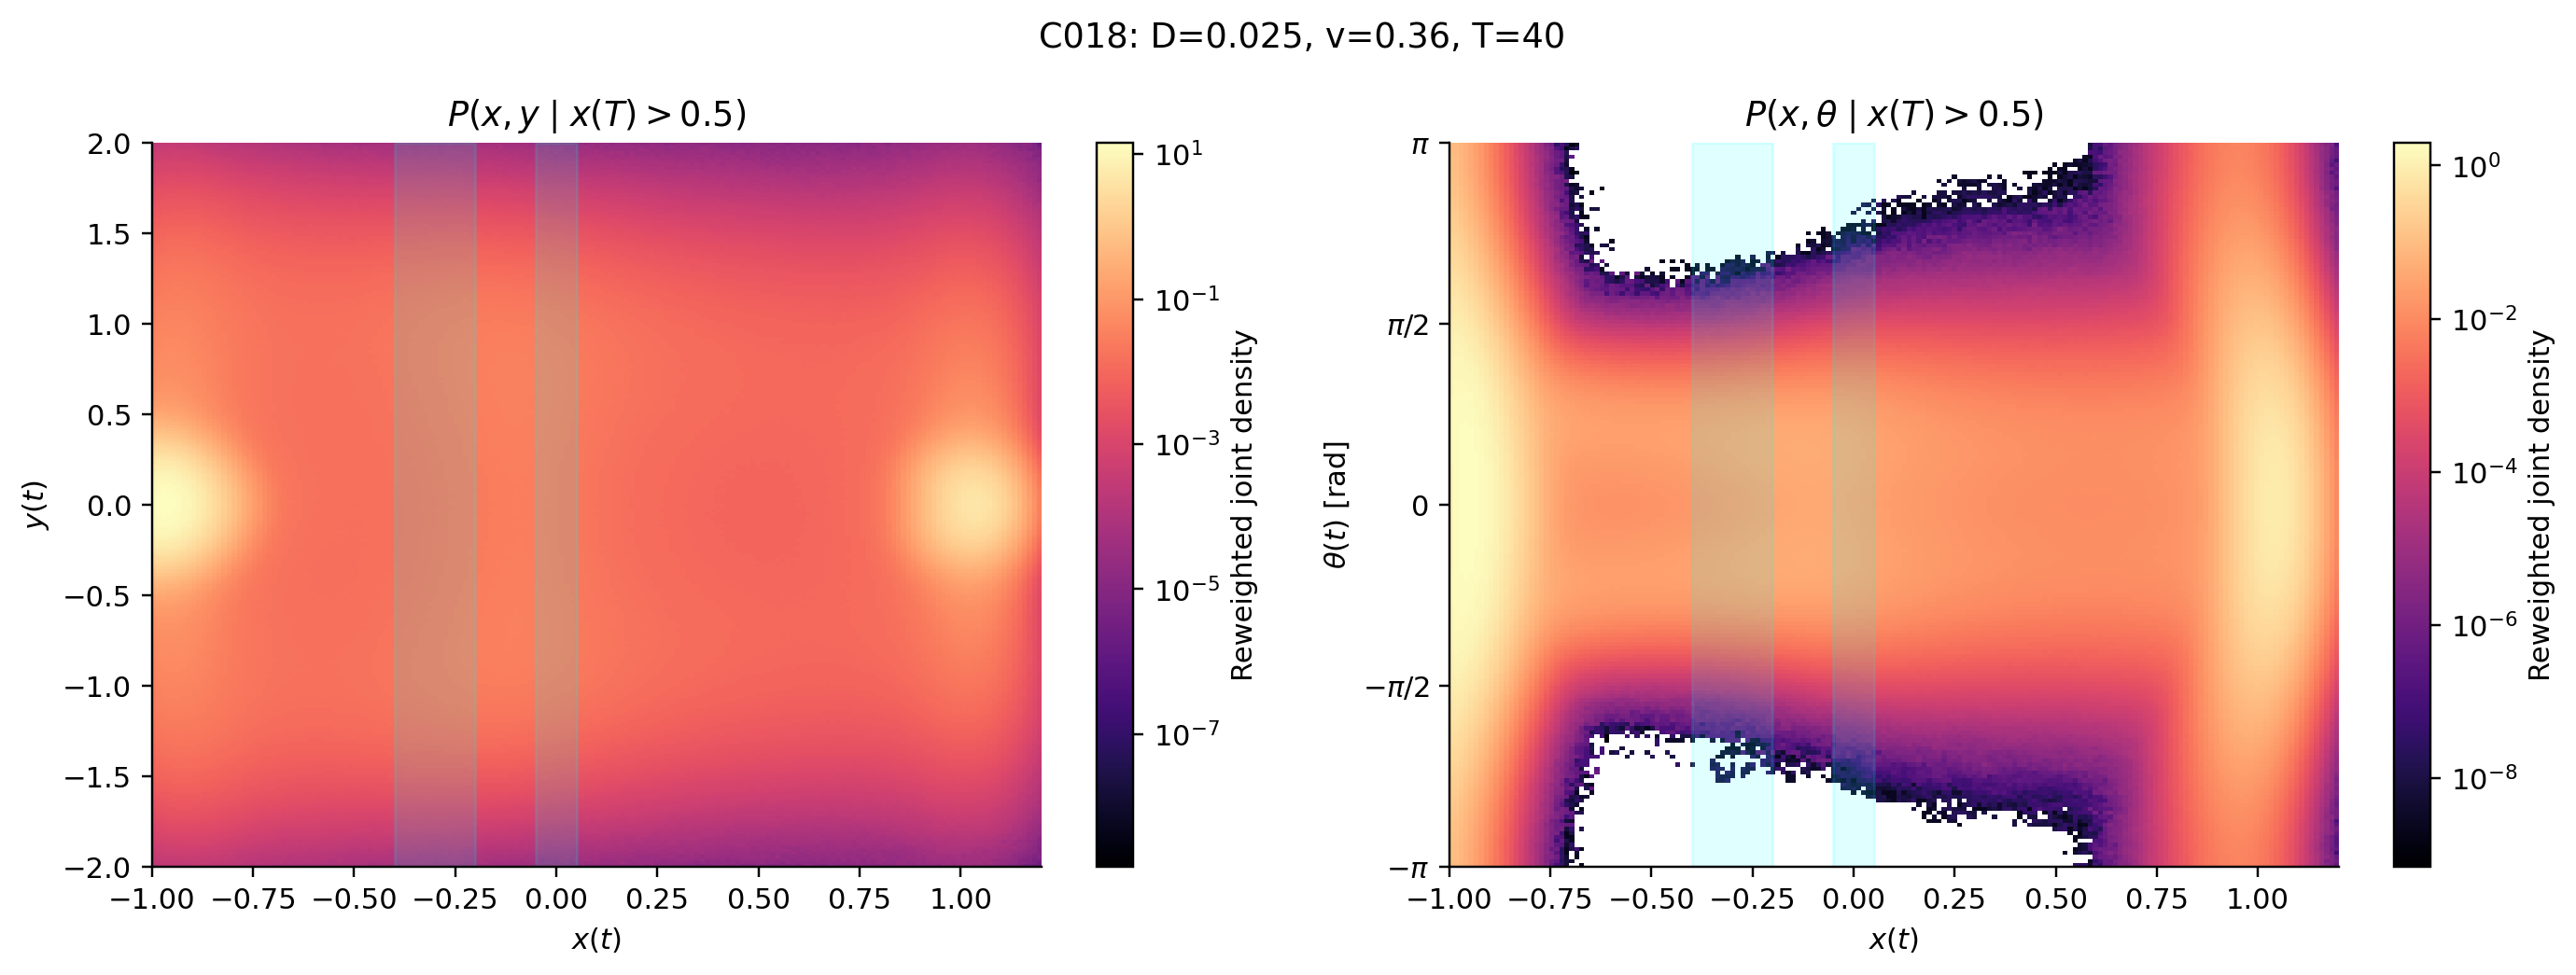 C018: D=0.025, v=0.36, T=40
P(x, y | x(T) > 0.5)
2.0
1.5
1.0
0.5
0.0
−0.5
−1.0
−1.5
−2.0
y(t)
−1.00 −0.75 −0.50 −0.25 0.00 0.25 0.50 0.75 1.00
x(t)
10¹
10⁻¹
10⁻³
10⁻⁵
10⁻⁷
Reweighted joint density
P(x, θ | x(T) > 0.5)
π
π/2
0
−π/2
−π
θ(t) [rad]
−1.00 −0.75 −0.50 −0.25 0.00 0.25 0.50 0.75 1.00
x(t)
10⁰
10⁻²
10⁻⁴
10⁻⁶
10⁻⁸
Reweighted joint density